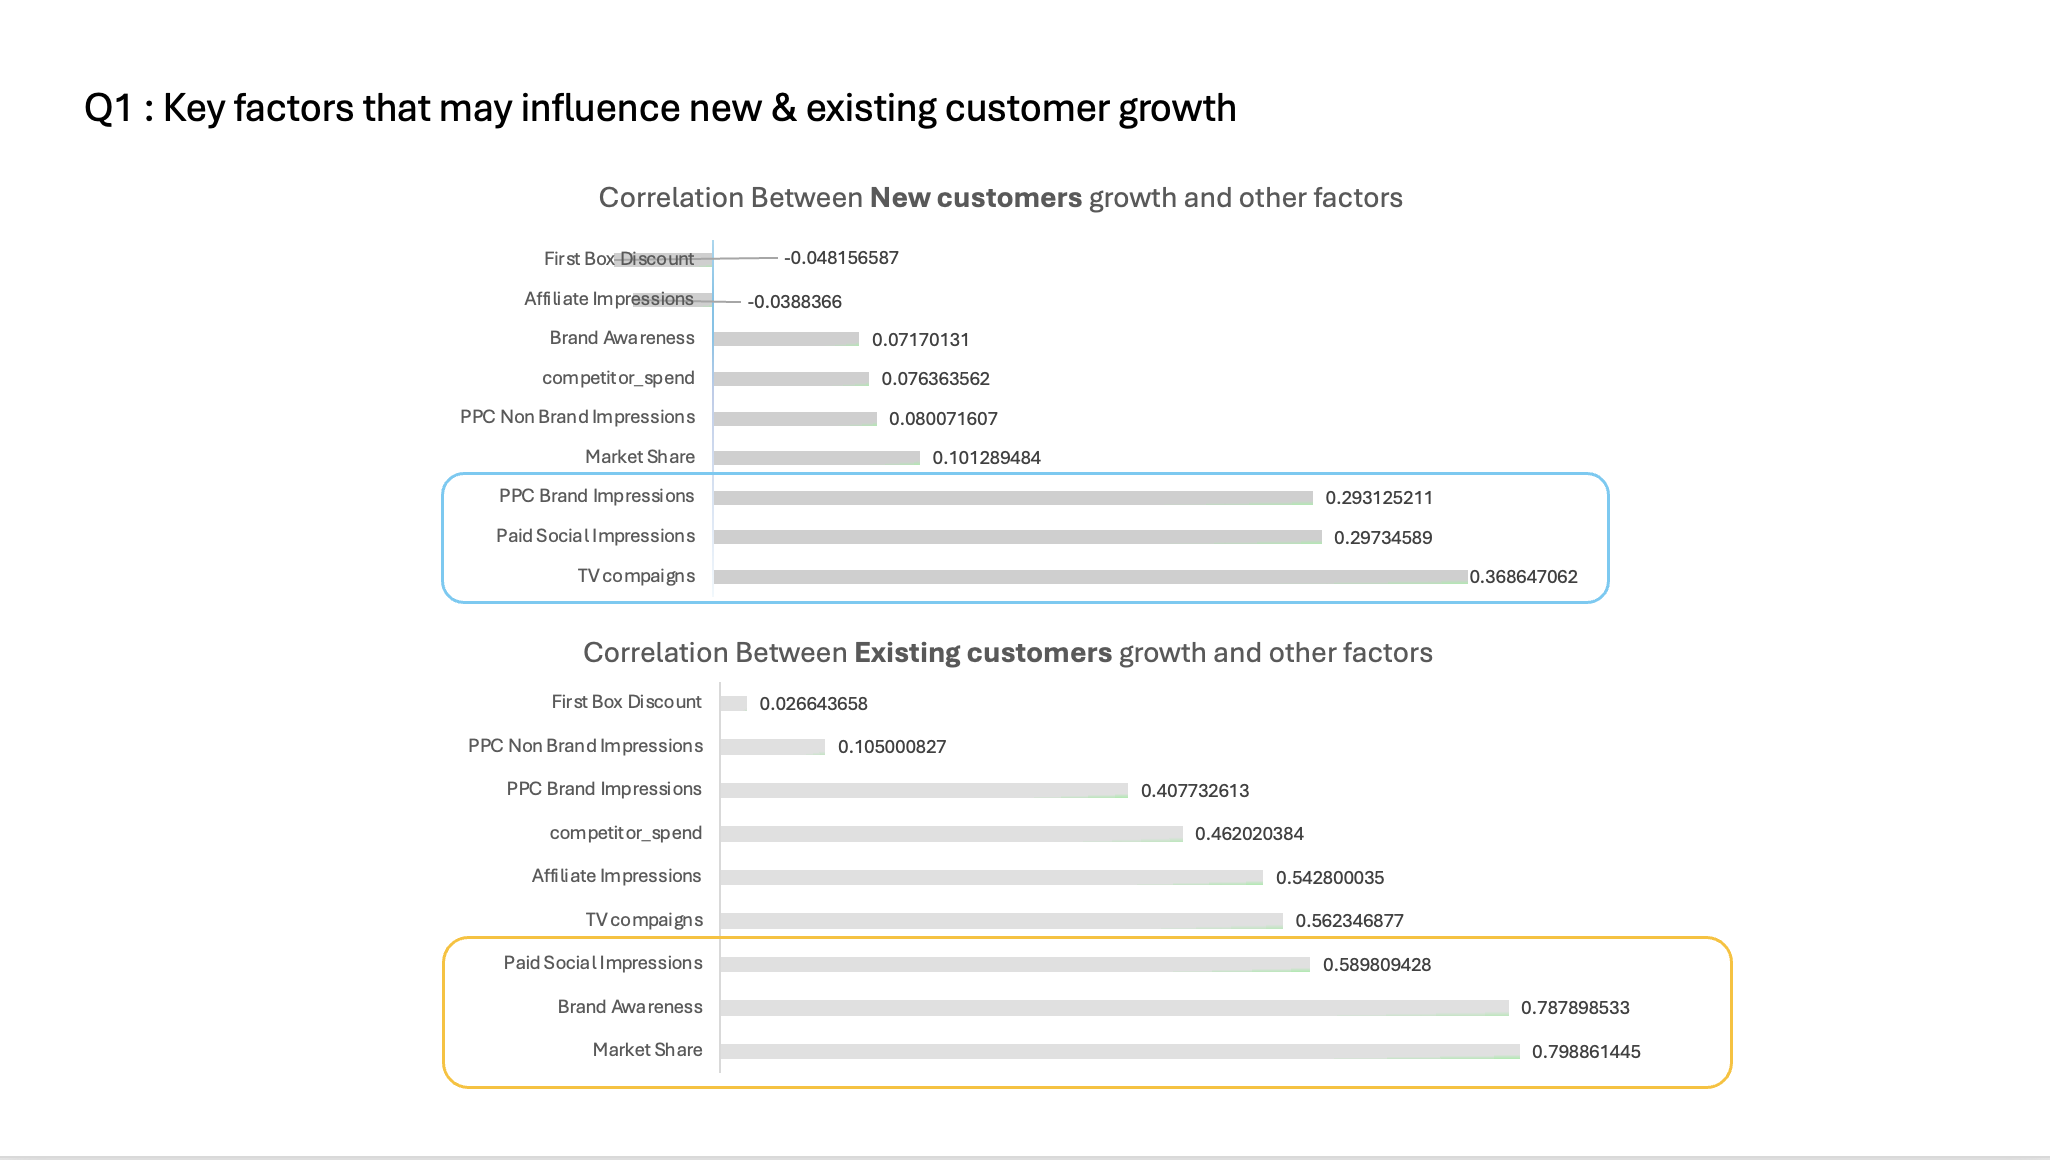 Q1 : Key factors that may influence new & existing customer growth
Correlation Between New customers growth and other factors
First Box Discount -0.048156587
Affiliate Impressions -0.0388366
Brand Awareness 0.07170131
competitor_spend 0.076363562
PPC Non Brand Impressions 0.080071607
Market Share 0.101289484
PPC Brand Impressions 0.293125211
Paid Social Impressions 0.29734589
TV compaigns 0.368647062
Correlation Between Existing customers growth and other factors
First Box Discount 0.026643658
PPC Non Brand Impressions 0.105000827
PPC Brand Impressions 0.407732613
competitor_spend 0.462020384
Affiliate Impressions 0.542800035
TV compaigns 0.562346877
Paid Social Impressions 0.589809428
Brand Awareness 0.787898533
Market Share 0.798861445